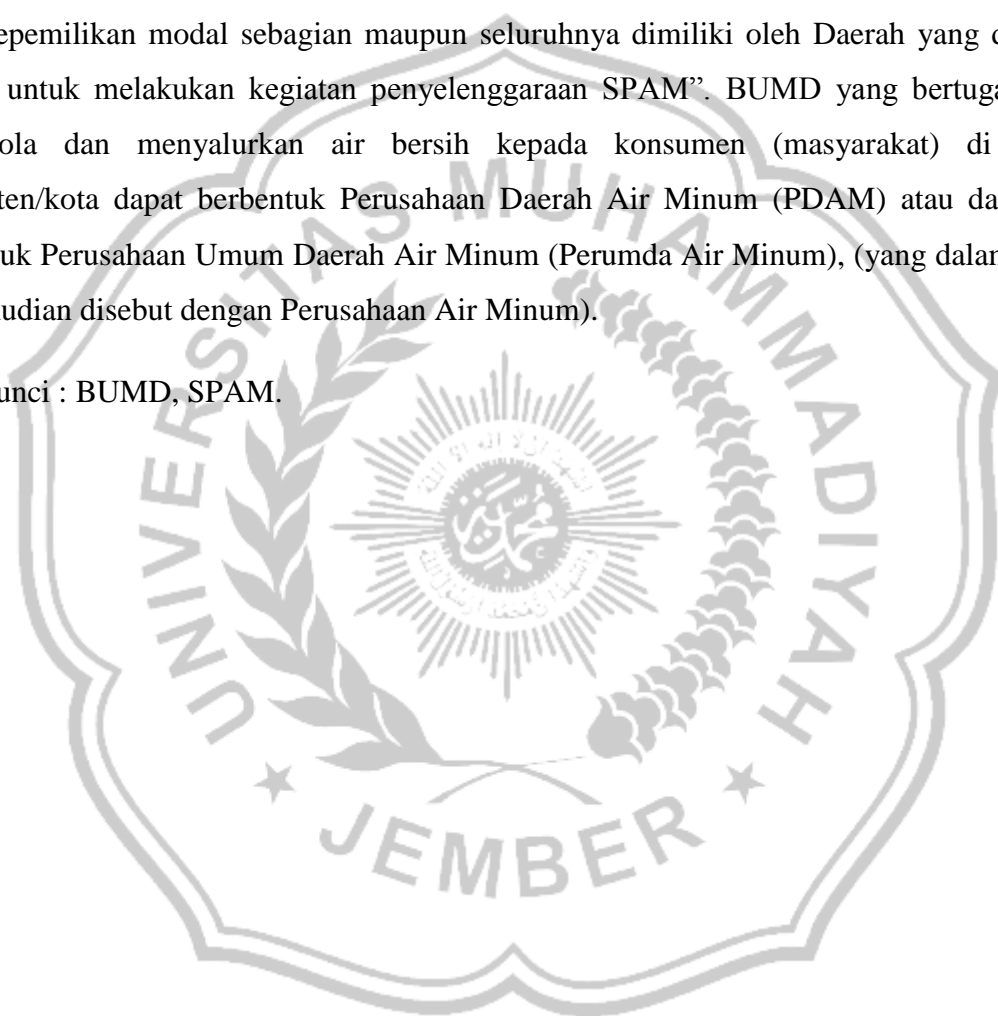 epemilikan modal sebagian maupun seluruhnya dimiliki oleh Daerah yang
untuk melakukan kegiatan penyelenggaraan SPAM”. BUMD yang bertuga
ola dan menyalurkan air bersih kepada konsumen (masyarakat) di
ten/kota dapat berbentuk Perusahaan Daerah Air Minum (PDAM) atau da
uk Perusahaan Umum Daerah Air Minum (Perumda Air Minum), (yang dalam
udian disebut dengan Perusahaan Air Minum).
unci : BUMD, SPAM.
UNIVERSITAS MUHAMMADIYAH
JEMBER